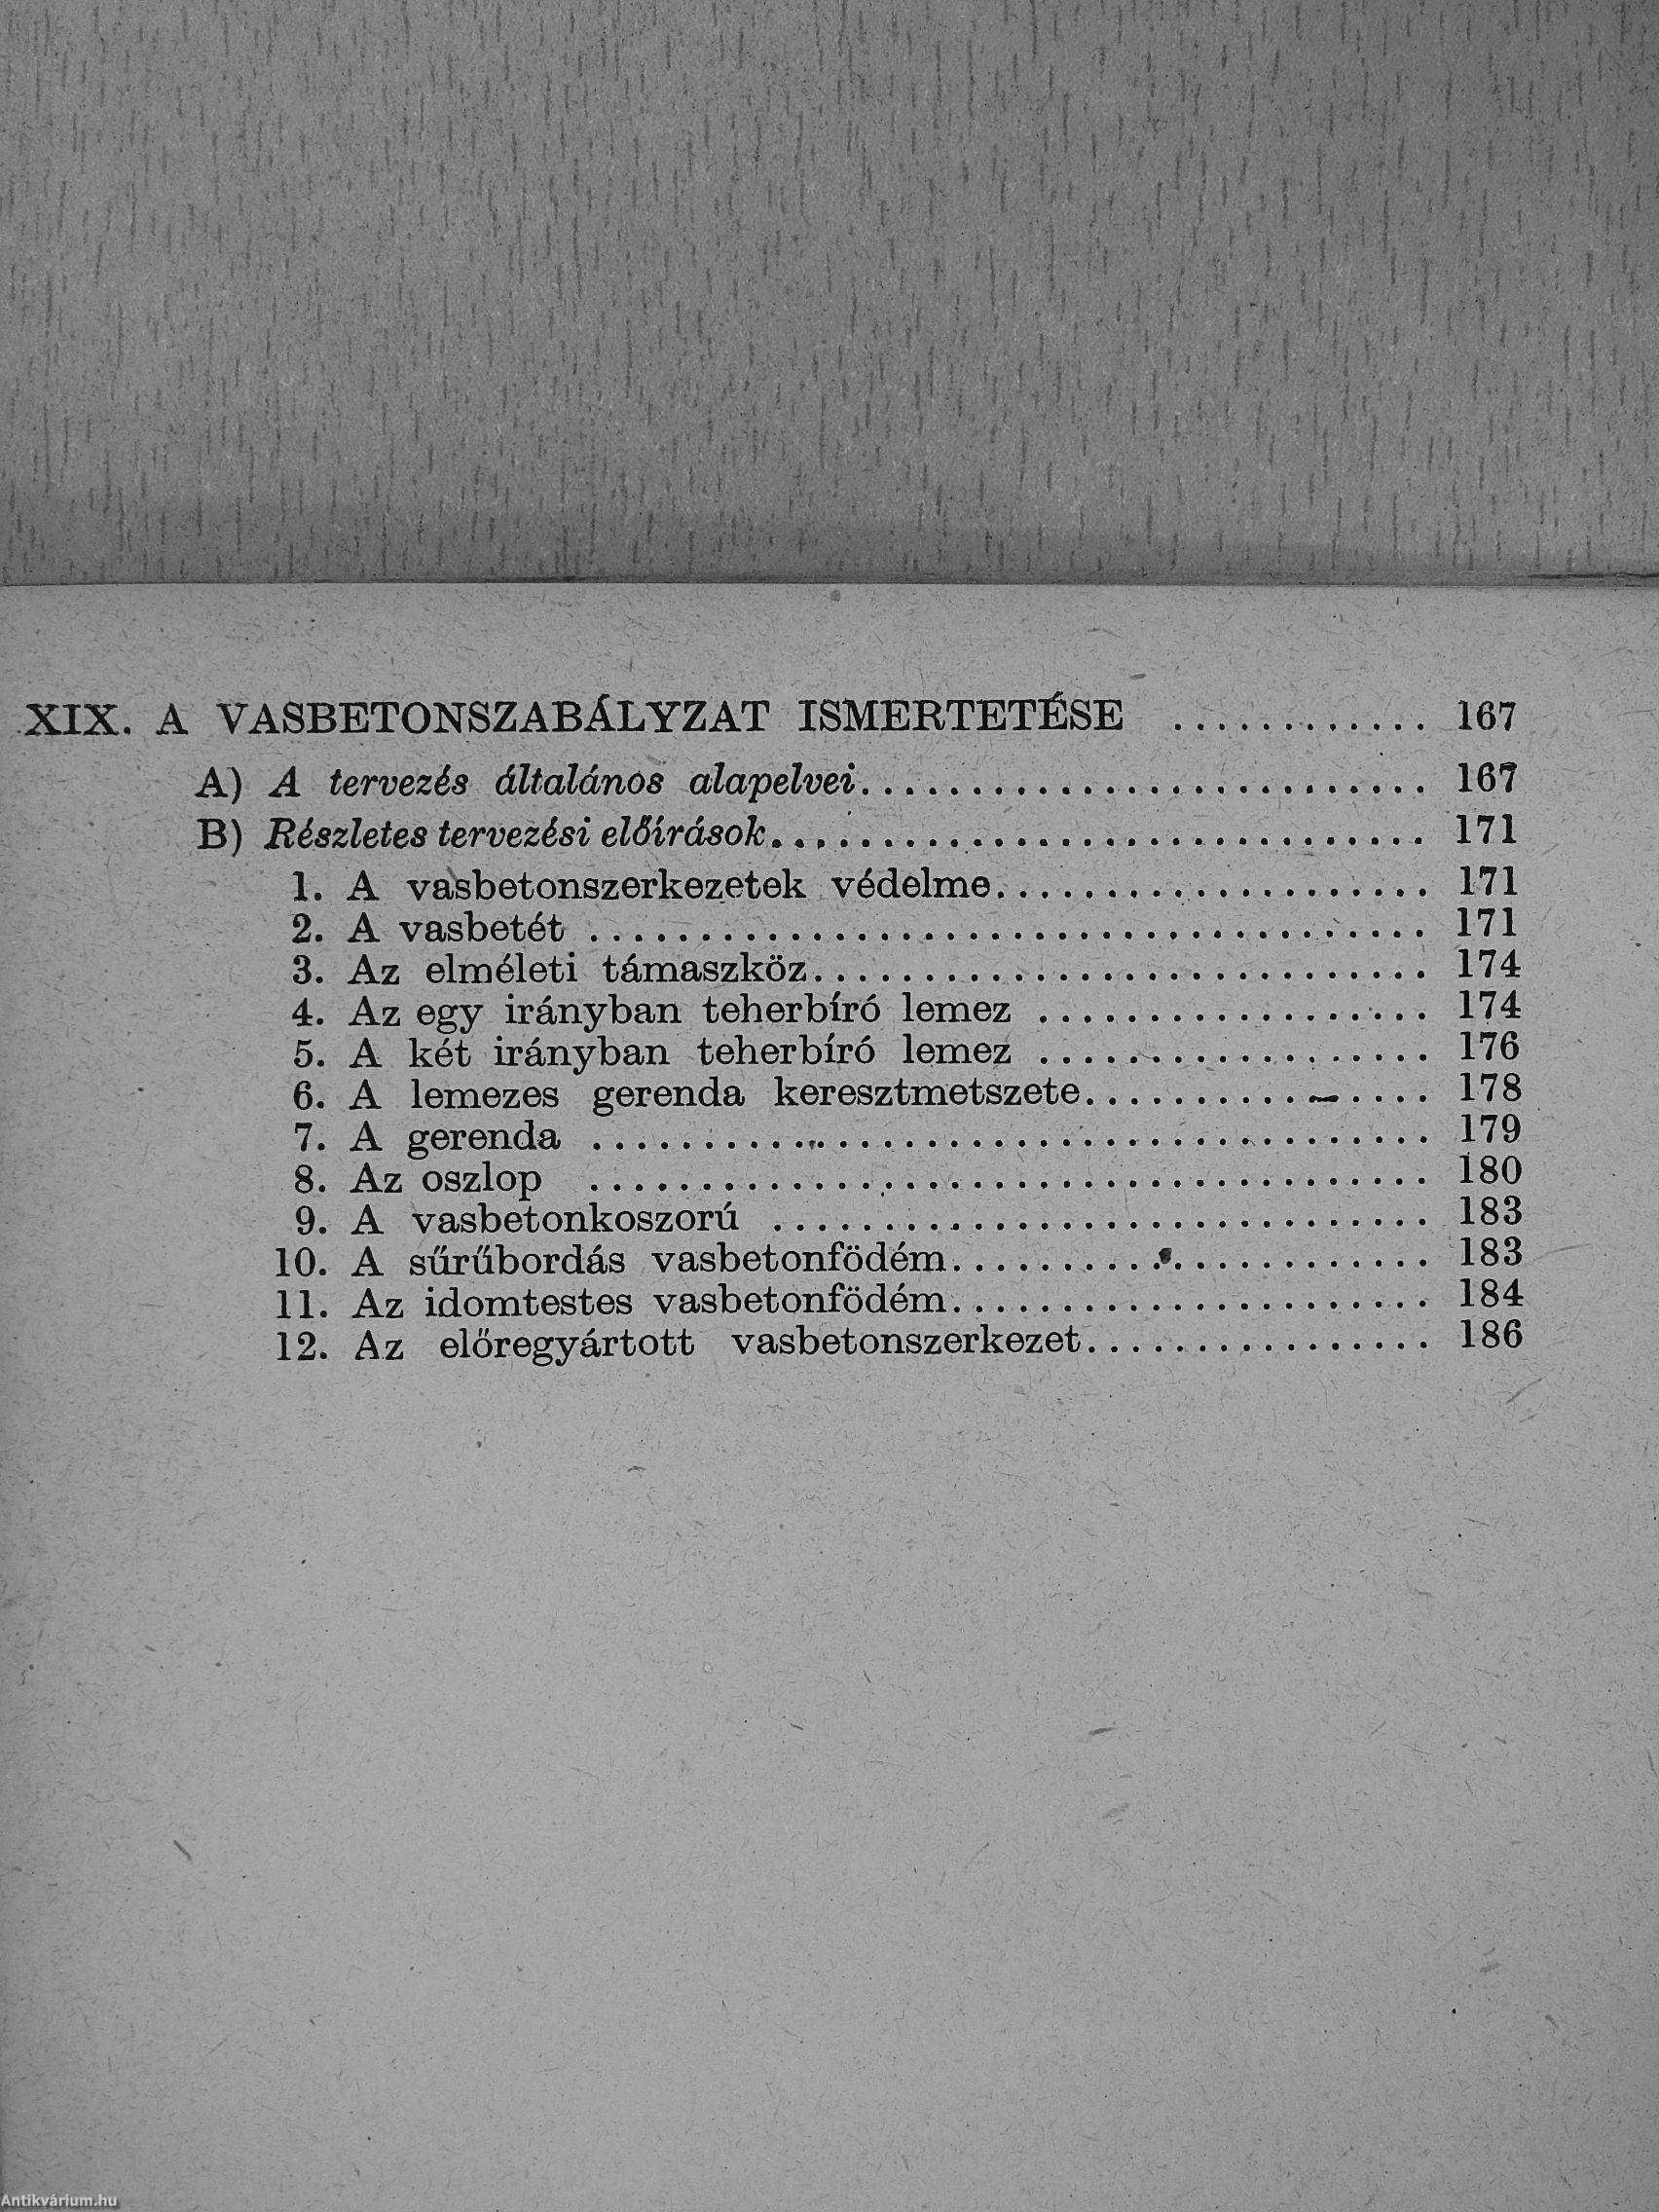 XIX. A VASBETONSZABÁLYZAT ISMERTETÉSE ............ 167
A) A tervezés általános alapelvei.......................... 167
B) Részletes tervezési előírások.............................. 171
1. A vasbetonszerkezetek védelme.................... 171
2. A vasbetét ...................................... 171
3. Az elméleti támaszköz............................ 174
4. Az egy irányban teherbíró lemez .................. 174
5. A két irányban teherbíró lemez .................. 176
6. A lemezes gerenda keresztmetszete................ 178
7. A gerenda ...................................... 179
8. Az oszlop ...................................... 180
9. A vasbetonkoszorú .............................. 183
10. A sűrűbordás vasbetonfödém...................... 183
11. Az idomtestes vasbetonfödém...................... 184
12. Az előregyártott vasbetonszerkezet................ 186
Antikvárium.hu